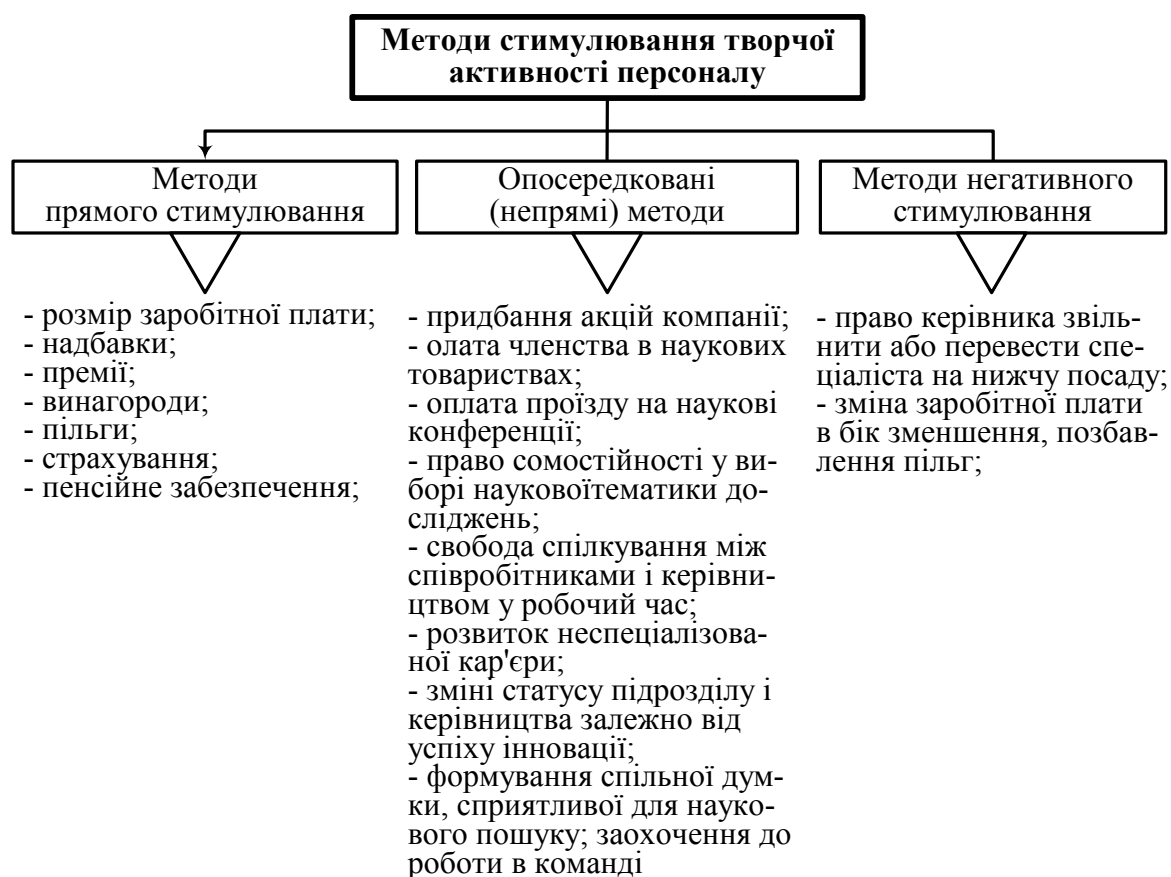 Методи стимулювання творчої
активності персоналу
Методи
прямого стимулювання
Опосередковані
(непрямі) методи
Методи негативного
стимулювання
- розмір заробітної плати;
- надбавки;
- премії;
- винагороди;
- пільги;
- страхування;
- пенсійне забезпечення;
- придбання акцій компанії;
- олата членства в наукових
товариствах;
- оплата проїзду на наукові
конференції;
- право сомостійності у ви-
борі науковоїтематики до-
сліджень;
- свобода спілкування між
співробітниками і керівни-
цтвом у робочий час;
- розвиток неспеціалізова-
ної кар'єри;
- зміні статусу підрозділу і
керівництва залежно від
успіху інновації;
- формування спільної дум-
ки, сприятливої для науко-
вого пошуку; заохочення до
роботи в команді
- право керівника звіль-
нити або перевести спе-
ціаліста на нижчу посаду;
- зміна заробітної плати
в бік зменшення, позбав-
лення пільг;